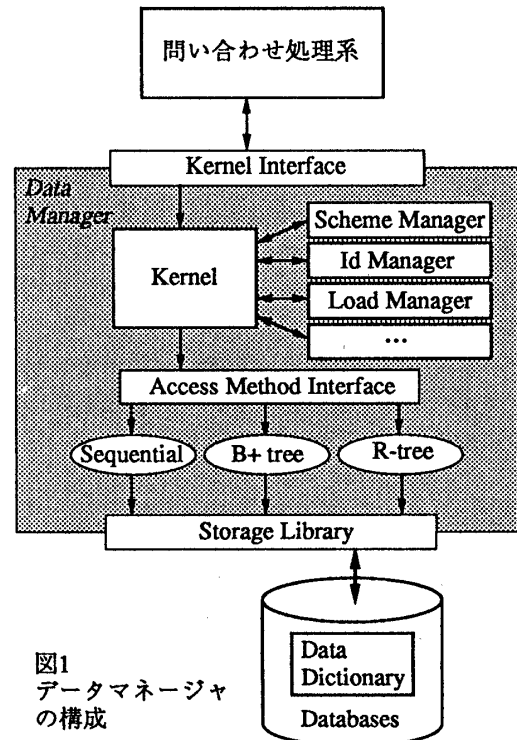 問い合わせ処理系
Kernel Interface
Data
Manager
Scheme Manager
Kernel
Id Manager
Load Manager
…
Access Method Interface
Sequential
B+ tree
R-tree
Storage Library
Data
Dictionary
Databases
図1
データマネージャ
の構成